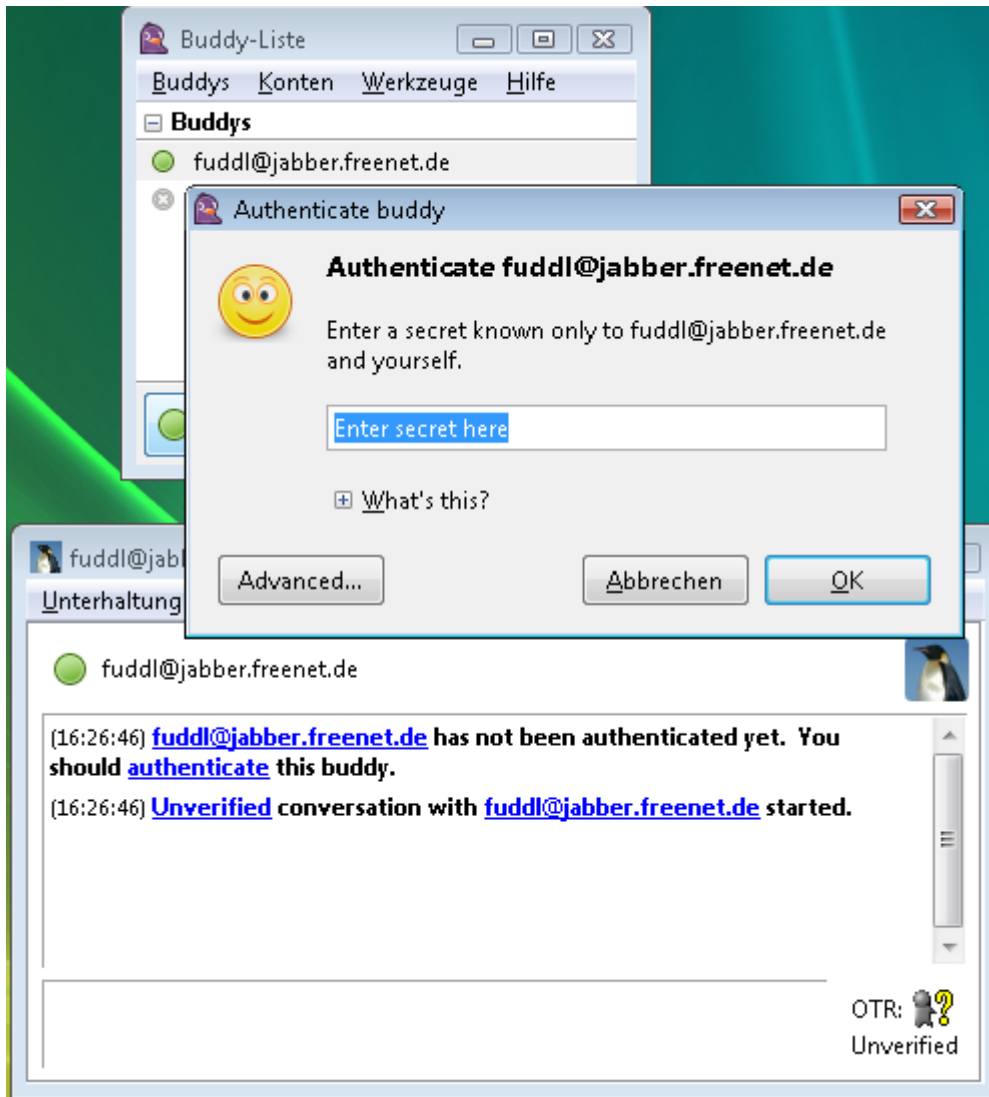 Buddy-Liste
Buddys Konten Werkzeuge Hilfe
Buddys
fuddl@jabber.freenet.de
Authenticate buddy
Authenticate fuddl@jabber.freenet.de
Enter a secret known only to fuddl@jabber.freenet.de
and yourself.
Enter secret here
What's this?
Advanced...
Abbrechen
OK
fuddl@jabl
Unterhaltung
fuddl@jabber.freenet.de
(16:26:46) fuddl@jabber.freenet.de has not been authenticated yet. You
should authenticate this buddy.
(16:26:46) Unverified conversation with fuddl@jabber.freenet.de started.
OTR:
Unverified